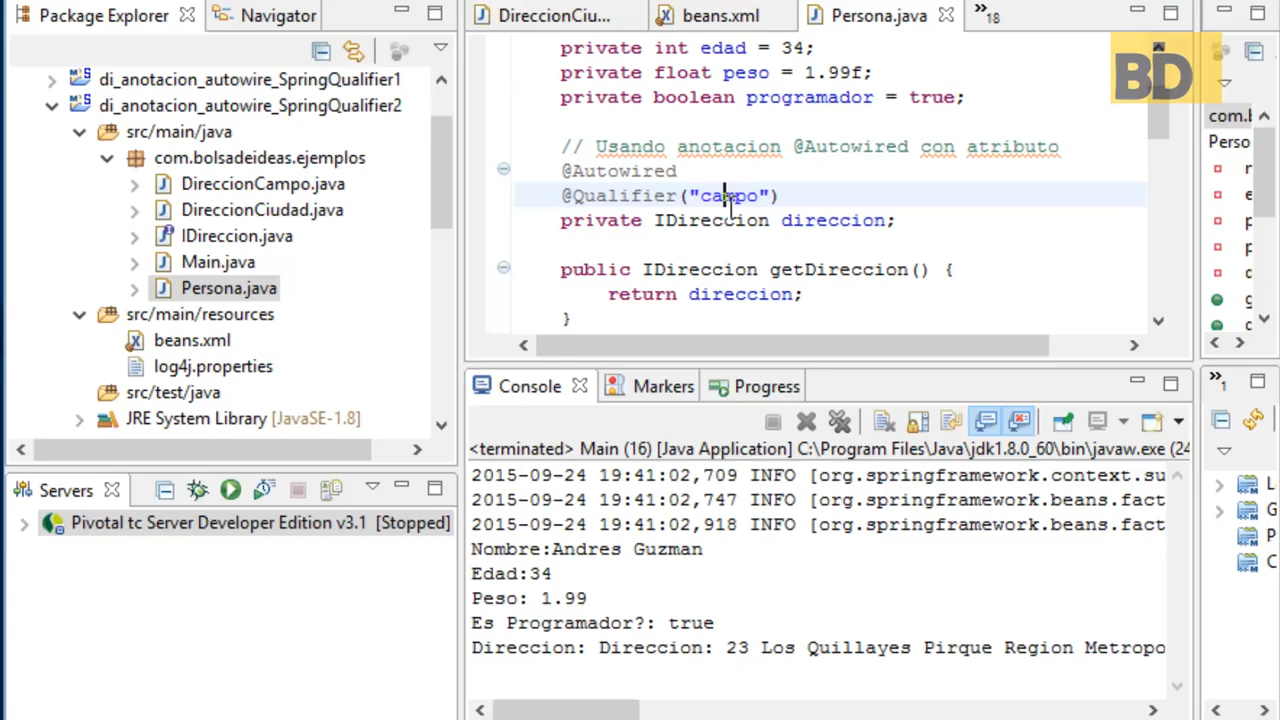 Package Explorer
Navigator
di_anotacion_autowire_SpringQualifier1
di_anotacion_autowire_SpringQualifier2
src/main/java
com.bolsadeideas.ejemplos
DireccionCampo.java
DireccionCiudad.java
IDireccion.java
Main.java
Persona.java
src/main/resources
beans.xml
log4j.properties
src/test/java
JRE System Library [JavaSE-1.8]
Servers
Pivotal tc Server Developer Edition v3.1 [Stopped]
DireccionCiu...
beans.xml
Persona.java
18
private int edad = 34;
private float peso = 1.99f;
private boolean programador = true;
// Usando anotacion @Autowired con atributo
@Autowired
@Qualifier("campo")
private IDireccion direccion;
public IDireccion getDireccion() {
return direccion;
}
BD
Console
Markers
Progress
<terminated> Main (16) [Java Application] C:\Program Files\Java\jdk1.8.0_60\bin\javaw.exe (24
2015-09-24 19:41:02,709 INFO [org.springframework.context.su
2015-09-24 19:41:02,747 INFO [org.springframework.beans.fact
2015-09-24 19:41:02,918 INFO [org.springframework.beans.fact
Nombre:Andres Guzman
Edad:34
Peso: 1.99
Es Programador?: true
Direccion: Direccion: 23 Los Quillayes Pirque Region Metropo
com.b
Perso
1